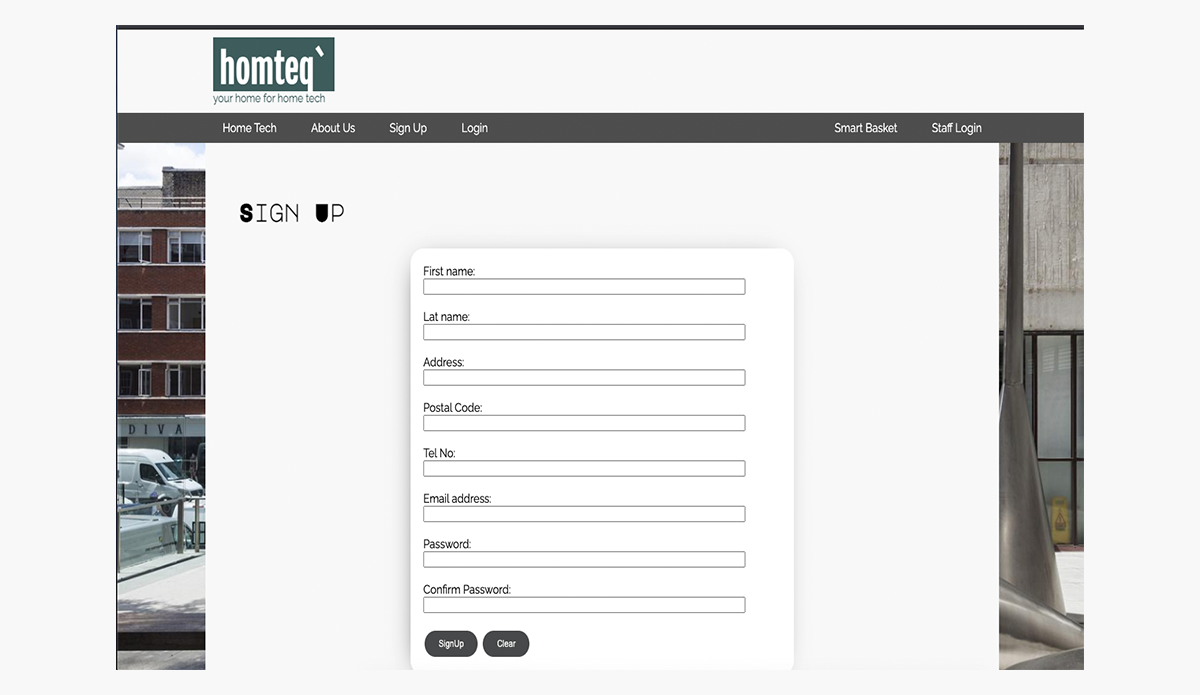 homteq`
your home for home tech
Home Tech About Us Sign Up Login Smart Basket Staff Login
SIGN UP
First name:
Lat name:
Address:
Postal Code:
DIVA
Tel No:
Email address:
Password:
Confirm Password:
SignUp Clear